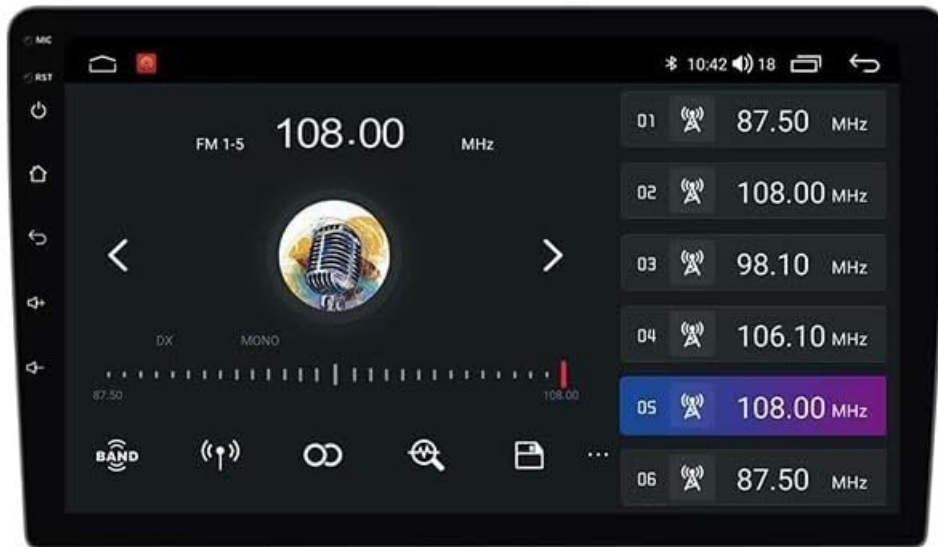 MIC
RST
10:42 18
FM 1-5 108.00 MHz
DX MONO
87.50 108.00
BAND
01 87.50 MHz
02 108.00 MHz
03 98.10 MHz
04 106.10 MHz
05 108.00 MHz
06 87.50 MHz